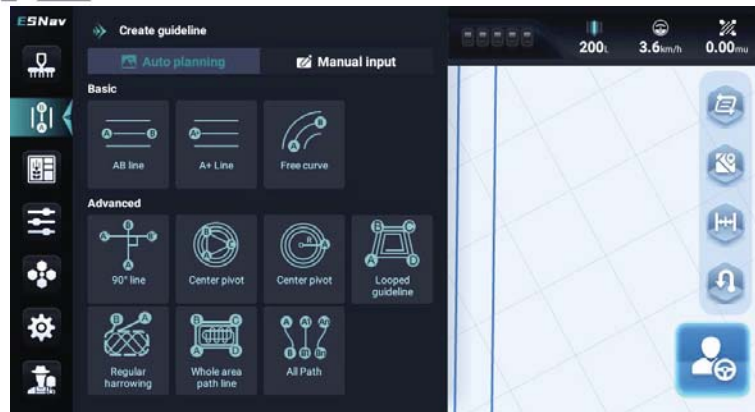 ESNav
Create guideline
200L
3.6km/h
0.00mu
Auto planning
Manual input
Basic
A B
AB line
A+
A+ Line
A B
Free curve
Advanced
90° line
Center pivot
Center pivot
Looped
guideline
Regular
harrowing
Whole area
path line
All Path